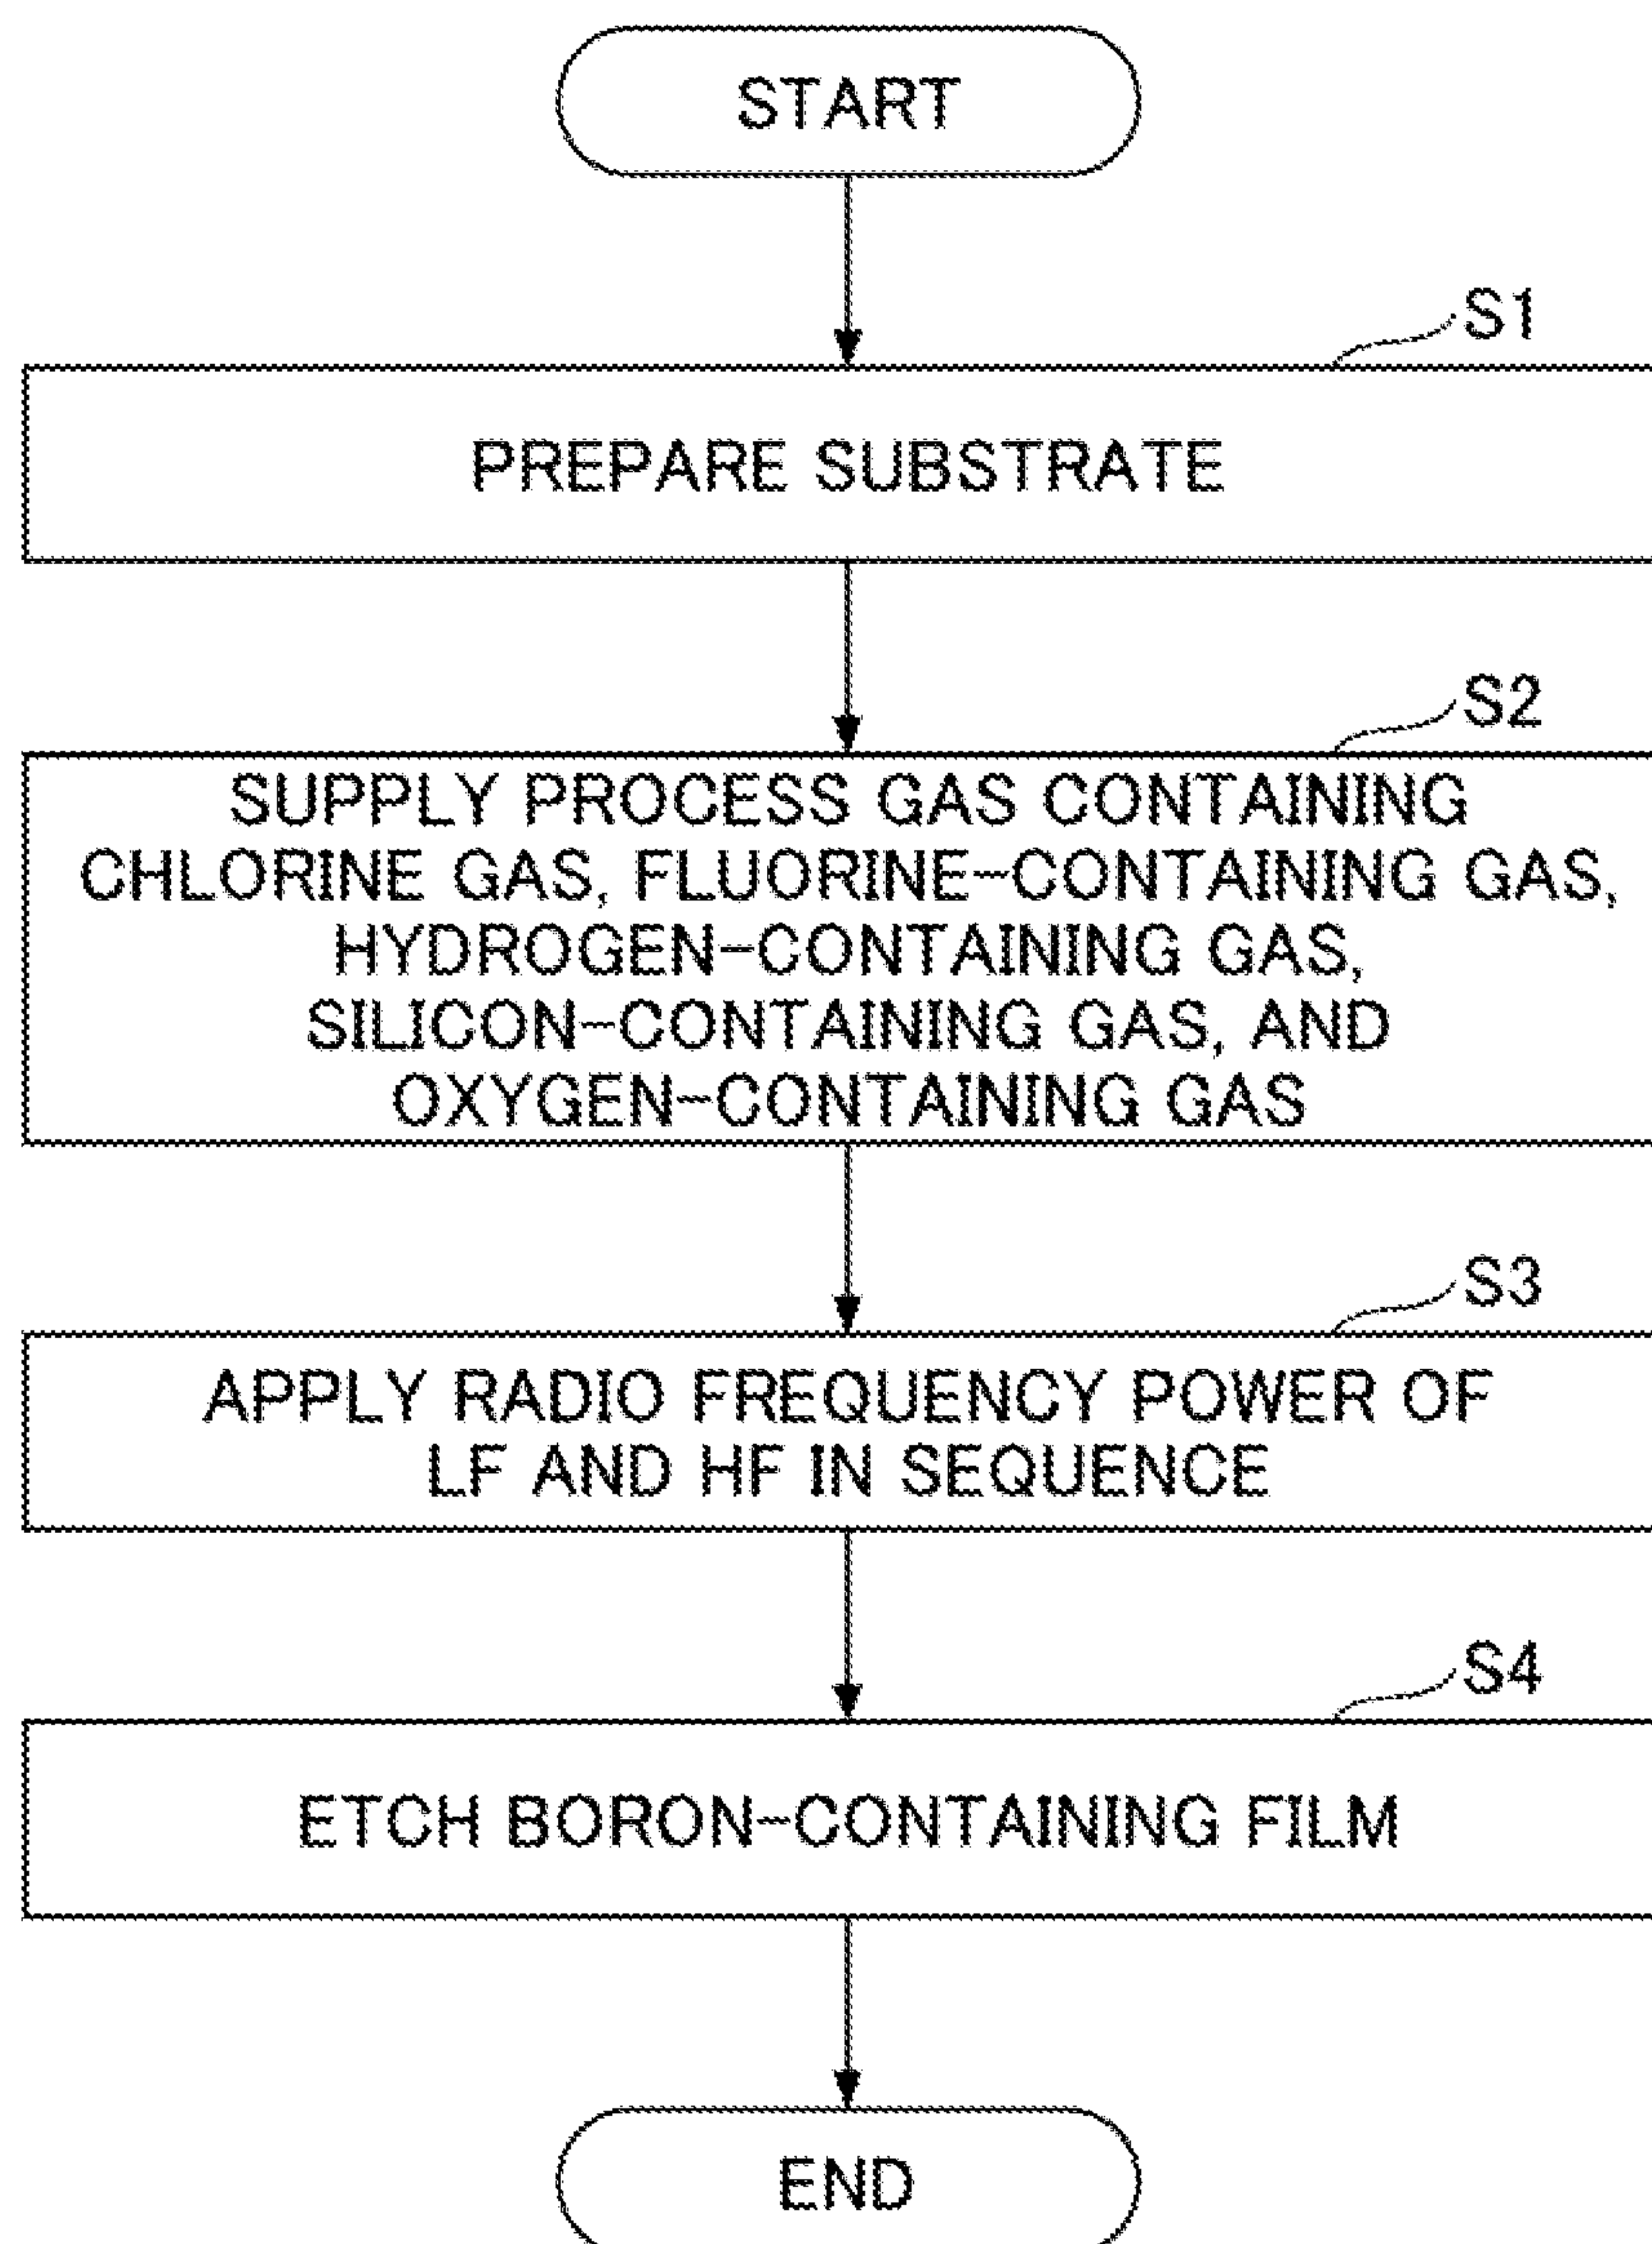 START
S1
PREPARE SUBSTRATE
S2
SUPPLY PROCESS GAS CONTAINING
CHLORINE GAS, FLUORINE-CONTAINING GAS,
HYDROGEN-CONTAINING GAS,
SILICON-CONTAINING GAS, AND
OXYGEN-CONTAINING GAS
S3
APPLY RADIO FREQUENCY POWER OF
LF AND HF IN SEQUENCE
S4
ETCH BORON-CONTAINING FILM
END